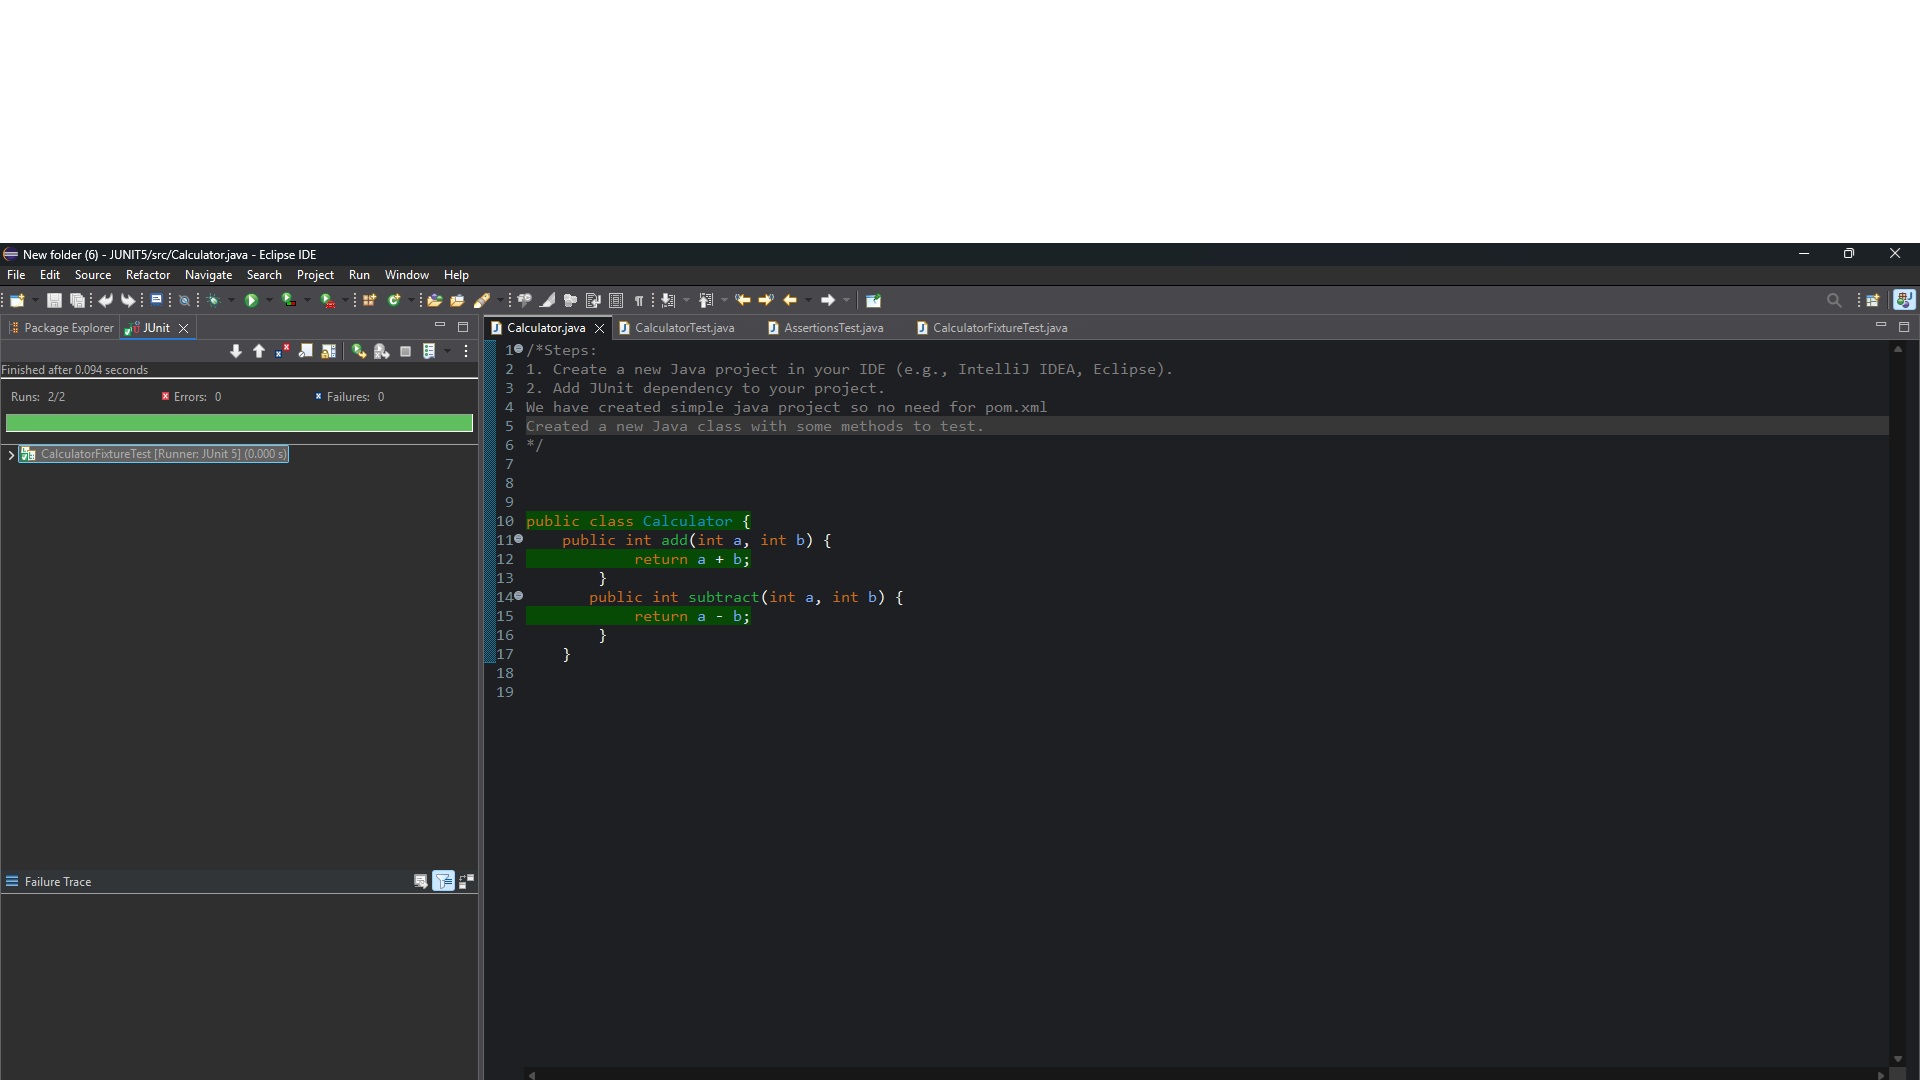 New folder (6) - JUNIT5/src/Calculator.java - Eclipse IDE
File Edit Source Refactor Navigate Search Project Run Window Help
Package Explorer JUnit
Finished after 0.094 seconds
Runs: 2/2 Errors: 0 Failures: 0
CalculatorFixtureTest [Runner: JUnit 5] (0.000 s)
Failure Trace
Calculator.java CalculatorTest.java AssertionsTest.java CalculatorFixtureTest.java
1 /*Steps:
2 1. Create a new Java project in your IDE (e.g., IntelliJ IDEA, Eclipse).
3 2. Add JUnit dependency to your project.
4 We have created simple java project so no need for pom.xml
5 Created a new Java class with some methods to test.
6 */
7
8
9
10 public class Calculator {
11 public int add(int a, int b) {
12 return a + b;
13 }
14 public int subtract(int a, int b) {
15 return a - b;
16 }
17 }
18
19